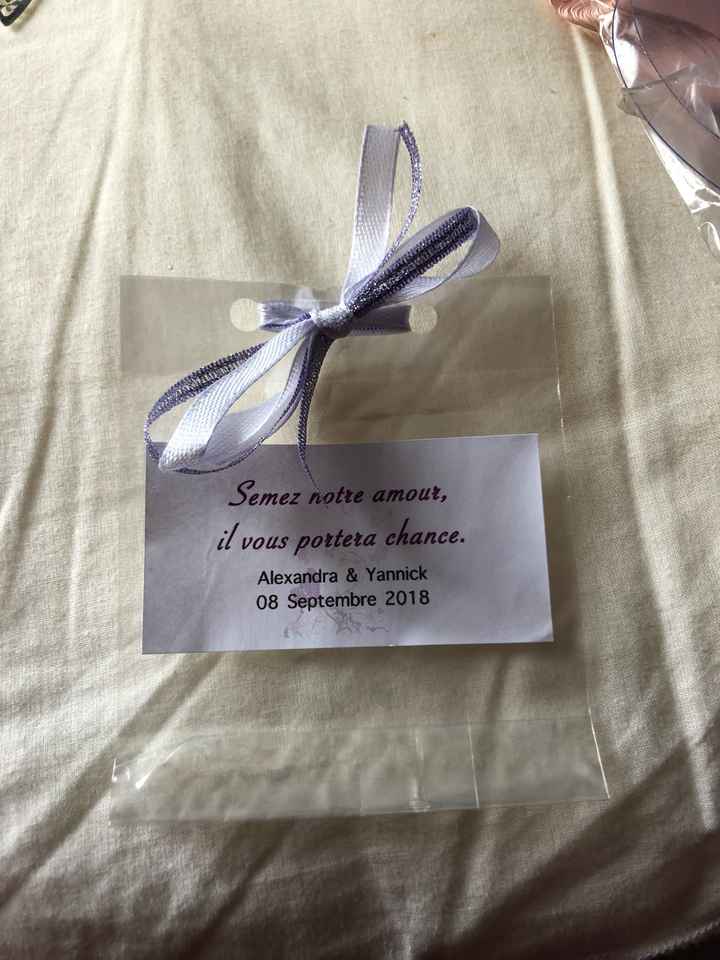 Semez notre amour,
il vous portera chance.
Alexandra & Yannick
08 Septembre 2018